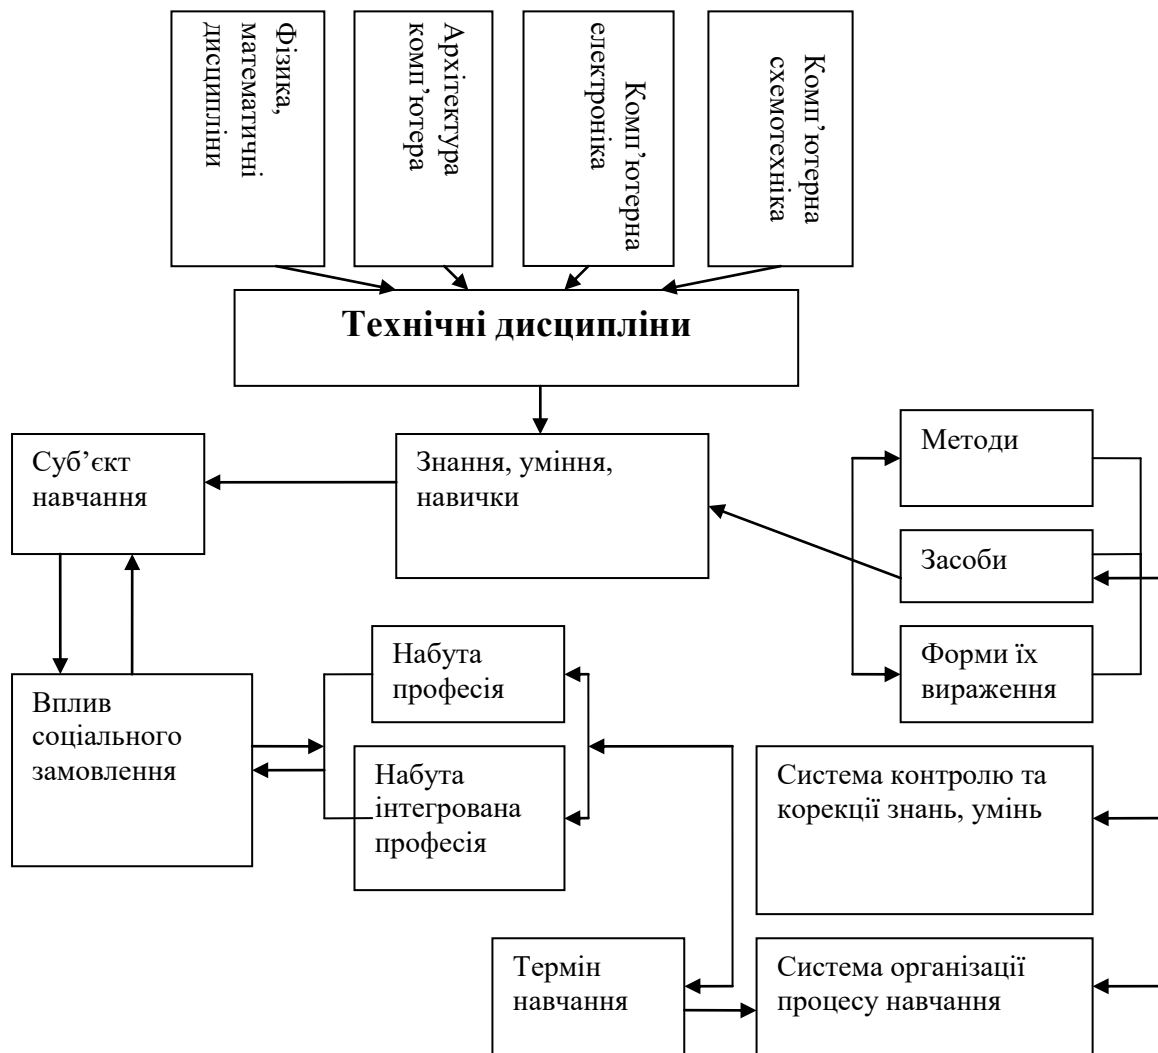 Фізика,
математичні
дисципліни
Архітектура
комп’ютера
Комп’ютерна
електроніка
Комп’ютерна
схемотехніка
Технічні дисципліни
Суб’єкт
навчання
Знання, уміння,
навички
Методи
Засоби
Форми їх
вираження
Набута
професія
Вплив
соціального
замовлення
Набута
інтегрована
професія
Система контролю та
корекції знань, умінь
Термін
навчання
Система організації
процесу навчання